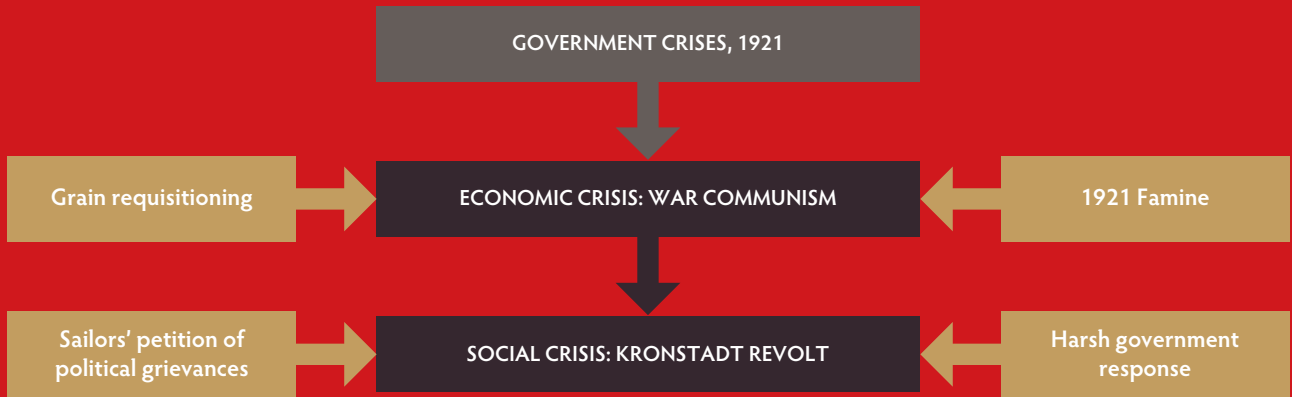 GOVERNMENT CRISES, 1921
Grain requisitioning
ECONOMIC CRISIS: WAR COMMUNISM
1921 Famine
Sailors’ petition of
political grievances
SOCIAL CRISIS: KRONSTADT REVOLT
Harsh government
response